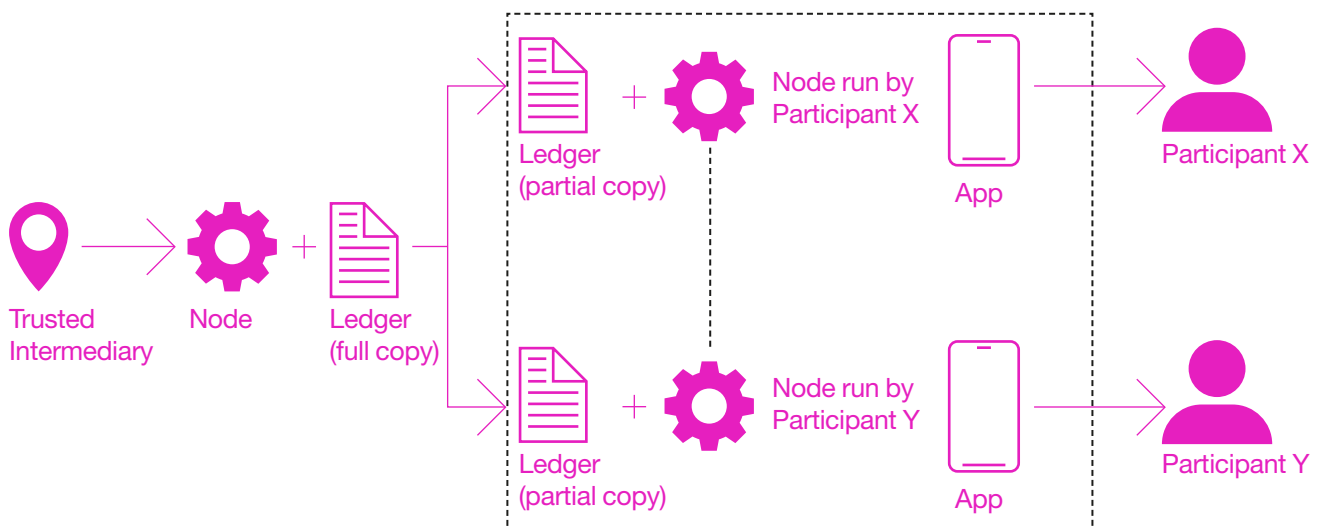 Node run by
Participant X
Ledger
(partial copy)
App
Participant X
Trusted
Intermediary
Node
Ledger
(full copy)
Node run by
Participant Y
Ledger
(partial copy)
App
Participant Y